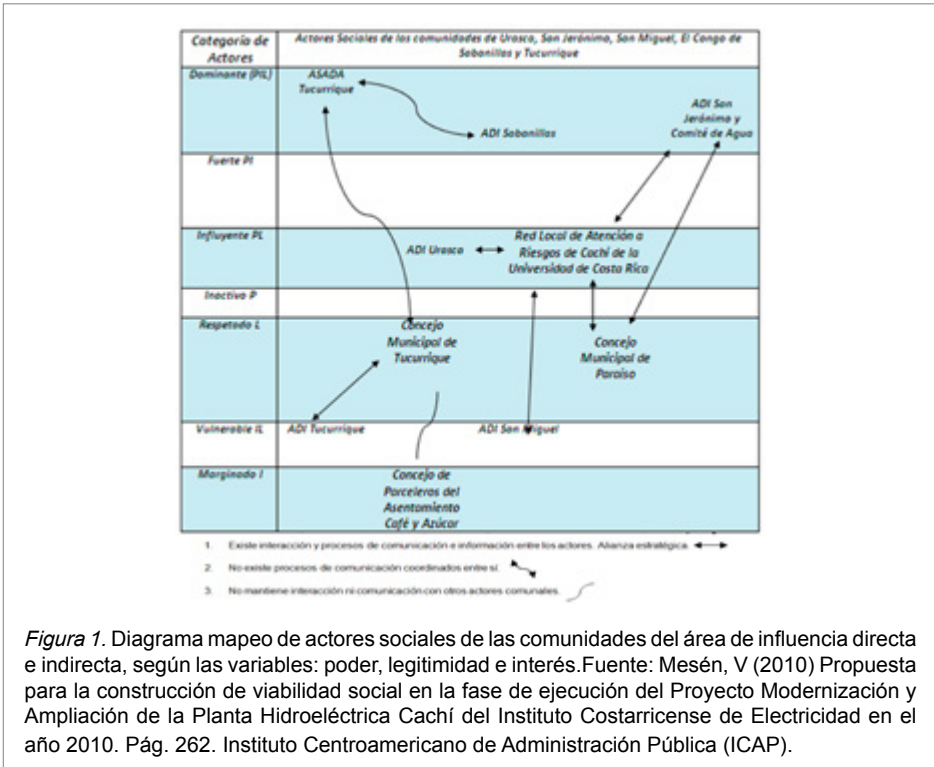 Categoría de
Actores
Actores Sociales de las comunidades de Urasca, San Jerónimo, San Miguel, El Congo de
Sabanillas y Tucurrique
Dominante (PIL)
ASADA
Tucurrique
ADI Sabanillas
ADI San
Jerónimo y
Comité de Agua
Fuerte PI
Influyente PL
ADI Urasca
Red Local de Atención a
Riesgos de Cachí de la
Universidad de Costa Rica
Inactivo P
Respetado L
Concejo
Municipal de
Tucurrique
Concejo
Municipal de
Paraíso
Vulnerable IL
ADI Tucurrique
ADI San Miguel
Marginado I
Concejo de
Parceleros del
Asentamiento
Café y Azúcar
1. Existe interacción y procesos de comunicación e información entre los actores. Alianza estratégica.
2. No existe procesos de comunicación coordinados entre sí.
3. No mantiene interacción ni comunicación con otros actores comunales.
Figura 1. Diagrama mapeo de actores sociales de las comunidades del área de influencia directa
e indirecta, según las variables: poder, legitimidad e interés.Fuente: Mesén, V (2010) Propuesta
para la construcción de viabilidad social en la fase de ejecución del Proyecto Modernización y
Ampliación de la Planta Hidroeléctrica Cachí del Instituto Costarricense de Electricidad en el
año 2010. Pág. 262. Instituto Centroamericano de Administración Pública (ICAP).